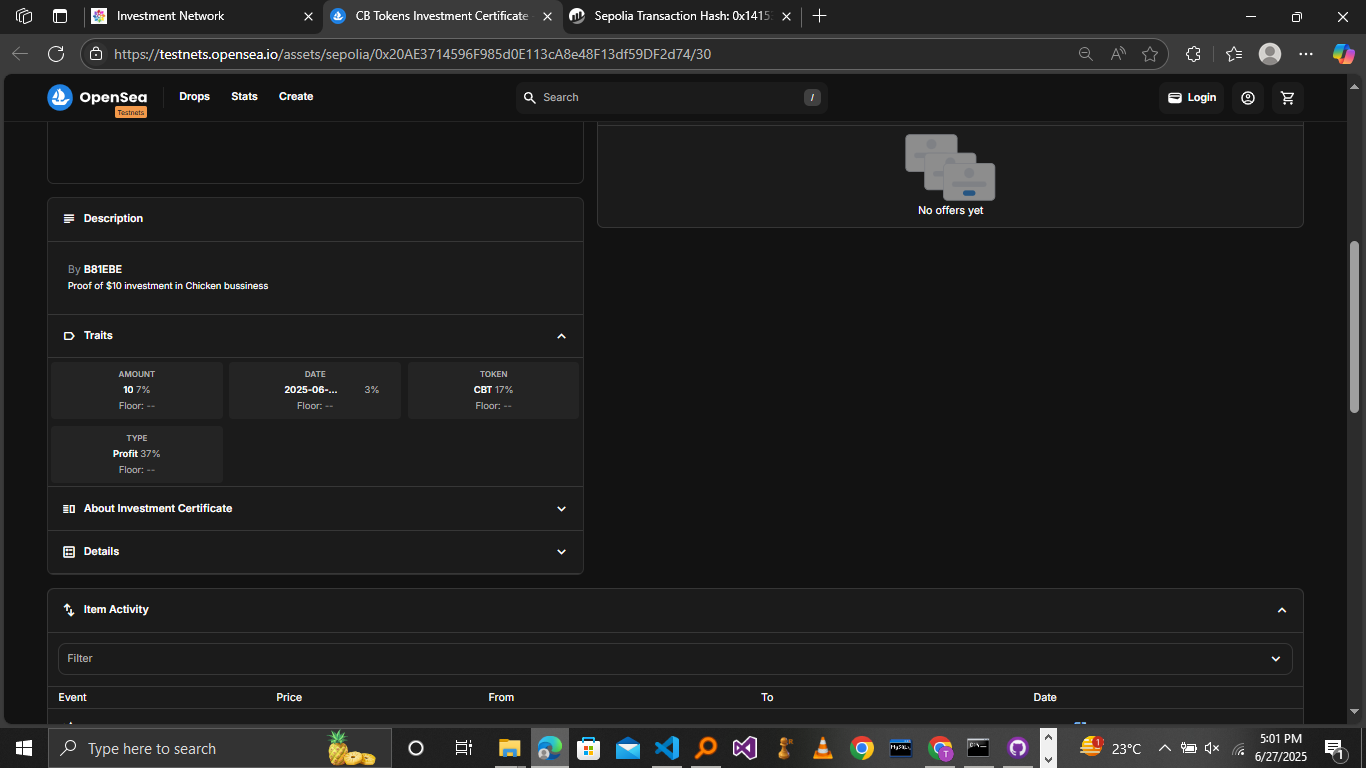 Investment Network
CB Tokens Investment Certificate
Sepolia Transaction Hash: 0x1415
https://testnets.opensea.io/assets/sepolia/0x20AE3714596F985d0E113cA8e48F13df59DF2d74/30
OpenSea
Testnets
Drops
Stats
Create
Search
/
Login
No offers yet
Description
By B81EBE
Proof of $10 investment in Chicken bussiness
Traits
AMOUNT
10 7%
Floor: --
DATE
2025-06-... 3%
Floor: --
TOKEN
CBT 17%
Floor: --
TYPE
Profit 37%
Floor: --
About Investment Certificate
Details
Item Activity
Filter
Event Price From To Date
Type here to search
23°C
5:01 PM
6/27/2025